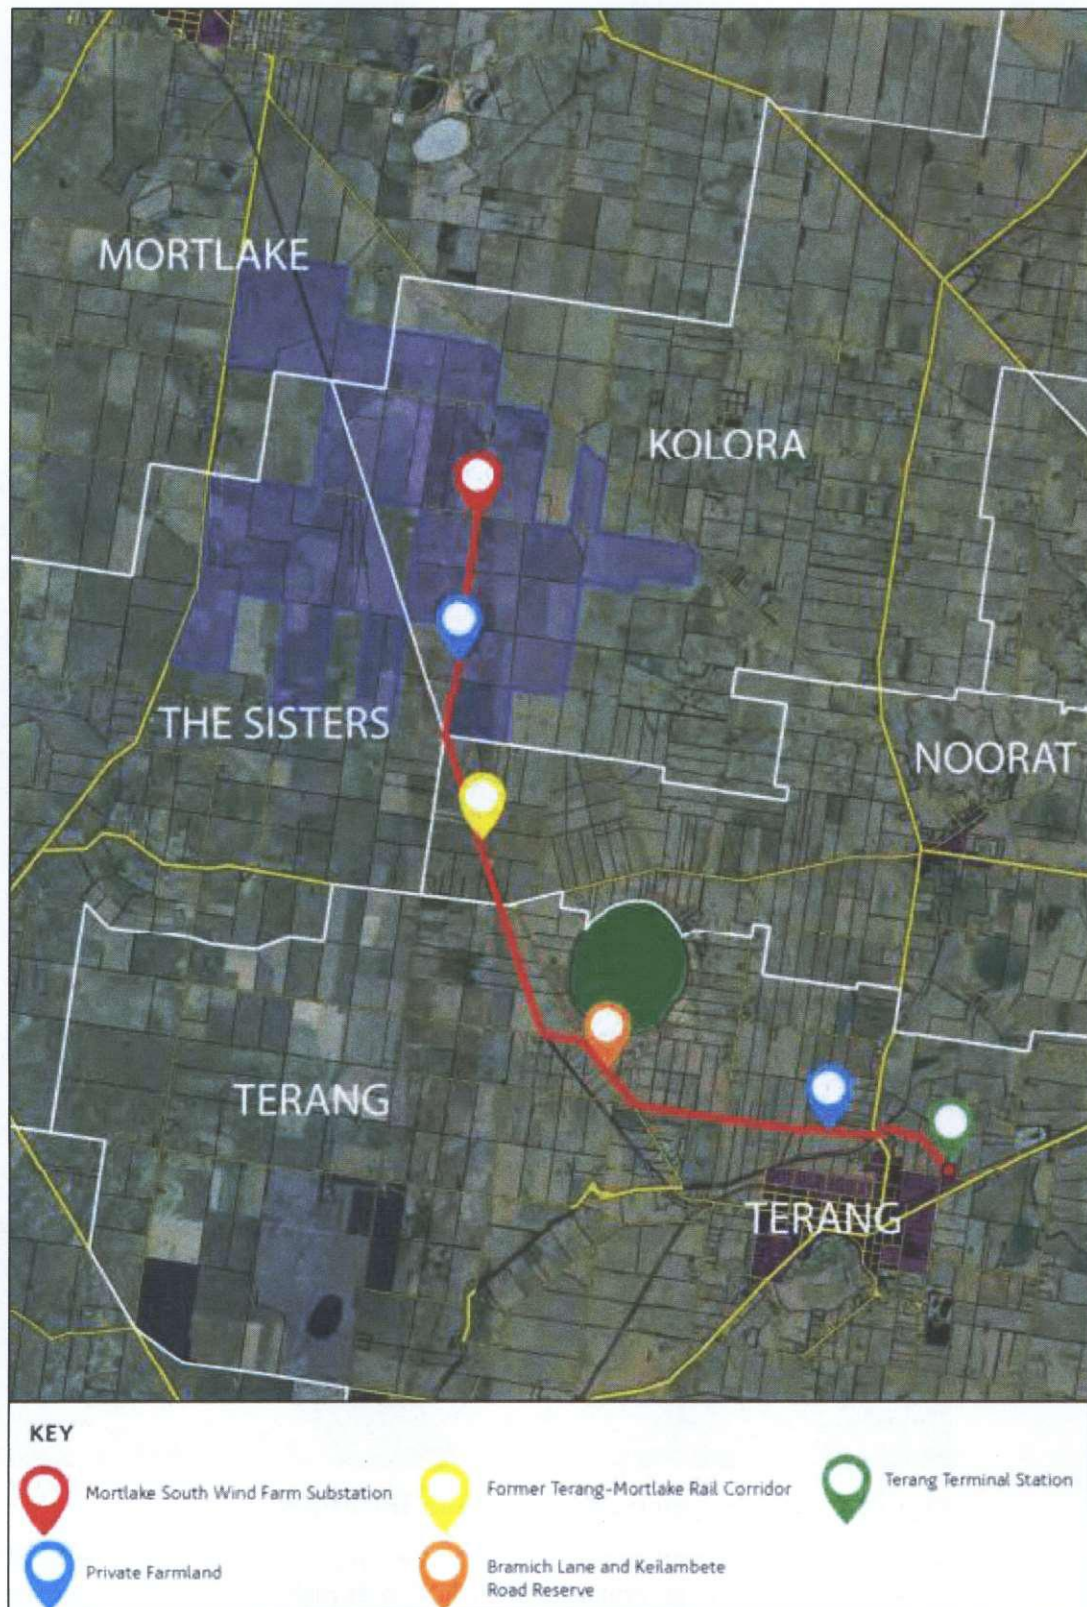 MORTLAKE
KOLORA
THE SISTERS
NOORAT
TERANG
TERANG
KEY
Mortlake South Wind Farm Substation
Former Terang-Mortlake Rail Corridor
Terang Terminal Station
Private Farmland
Bramich Lane and Keilambete
Road Reserve